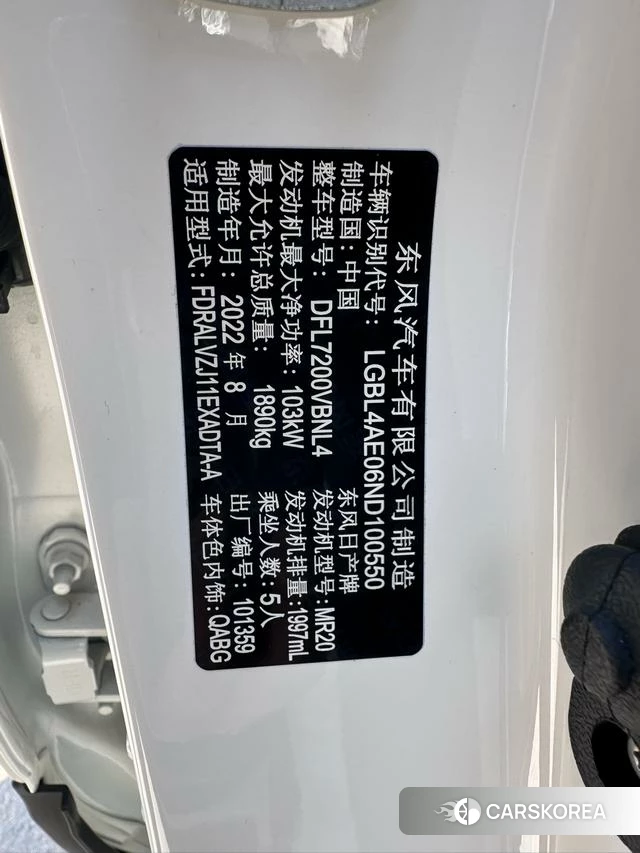 东风汽车有限公司制造
车辆识别代号: LGBL4AE06ND100550
制造国: 中国 东风日产牌
整车型号: DFL7200VBNL4 发动机型号: MR20
发动机最大净功率: 103kW 发动机排量: 1997mL
最大允许总质量: 1890kg 乘坐人数: 5人
制造年月: 2022 年 8 月 出厂编号: 101359
适用型式: FDRALVZJ11EXADTA-A 车体色内饰: QABG
CARSKOREA